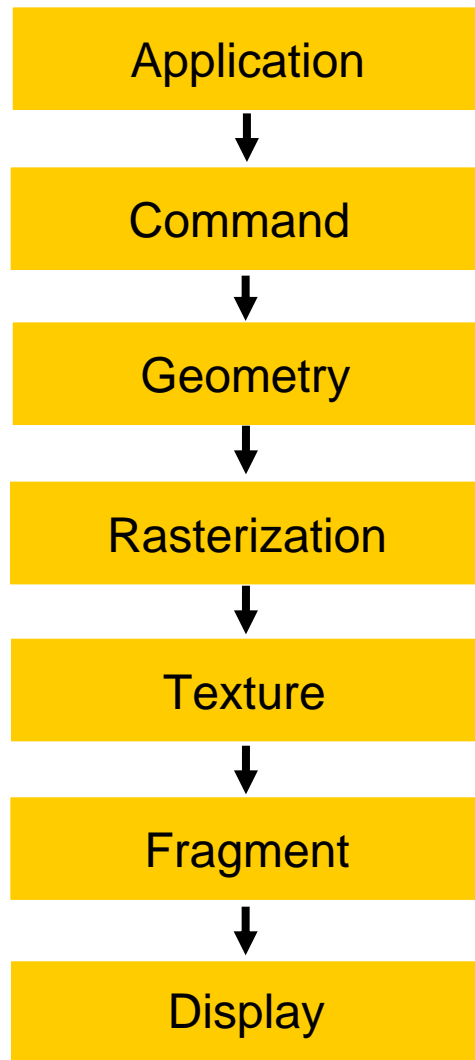 Application
Command
Geometry
Rasterization
Texture
Fragment
Display